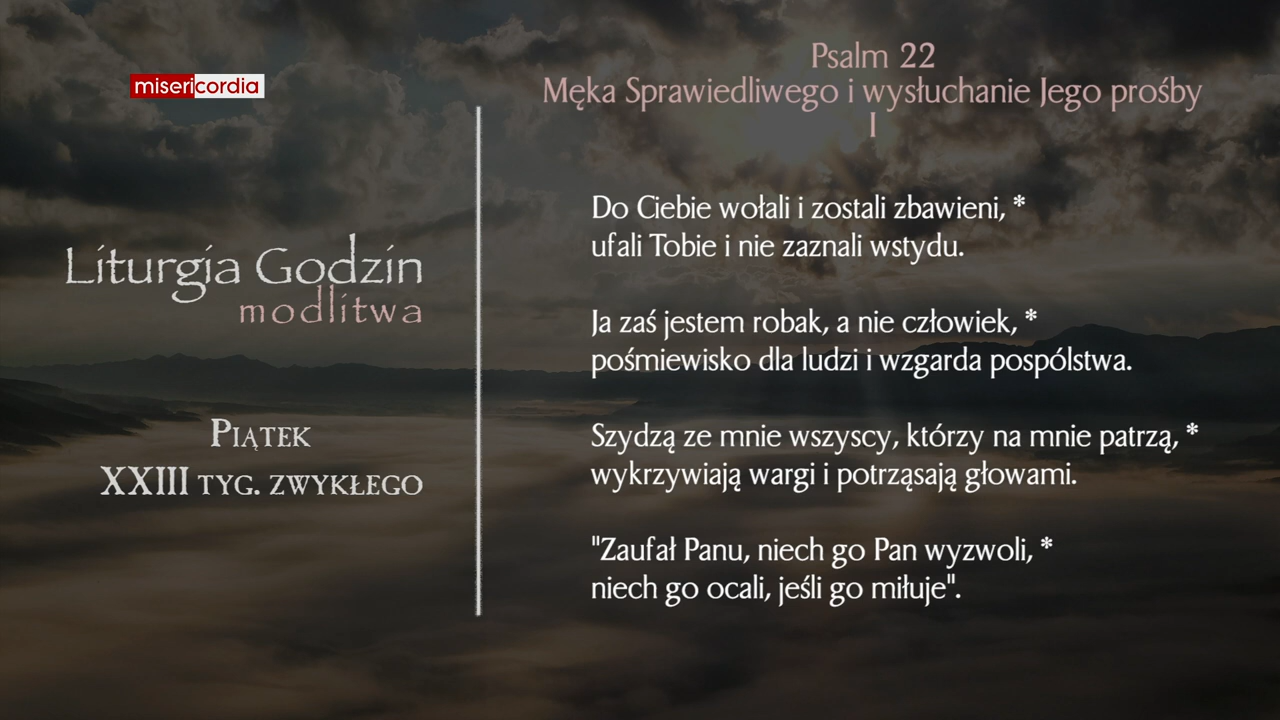 misericordia
Liturgia Godzin
modlitwa
Piątek
XXIII tyg. zwykłego
Psalm 22
Męka Sprawiedliwego i wysłuchanie Jego prośby
I
Do Ciebie wołali i zostali zbawieni, *
ufali Tobie i nie zaznali wstydu.
Ja zaś jestem robak, a nie człowiek, *
pośmiewisko dla ludzi i wzgarda pospólstwa.
Szydzą ze mnie wszyscy, którzy na mnie patrzą, *
wykrzywiają wargi i potrząsają głowami.
"Zaufał Panu, niech go Pan wyzwoli, *
niech go ocali, jeśli go miłuje".